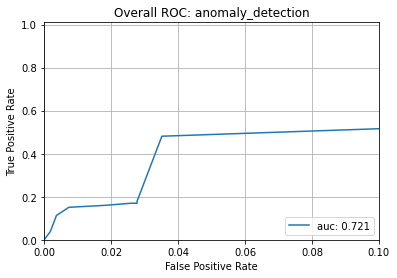 Overall ROC: anomaly_detection
True Positive Rate
1.0
0.8
0.6
0.4
0.2
0.0
0.00 0.02 0.04 0.06 0.08 0.10
False Positive Rate
auc: 0.721